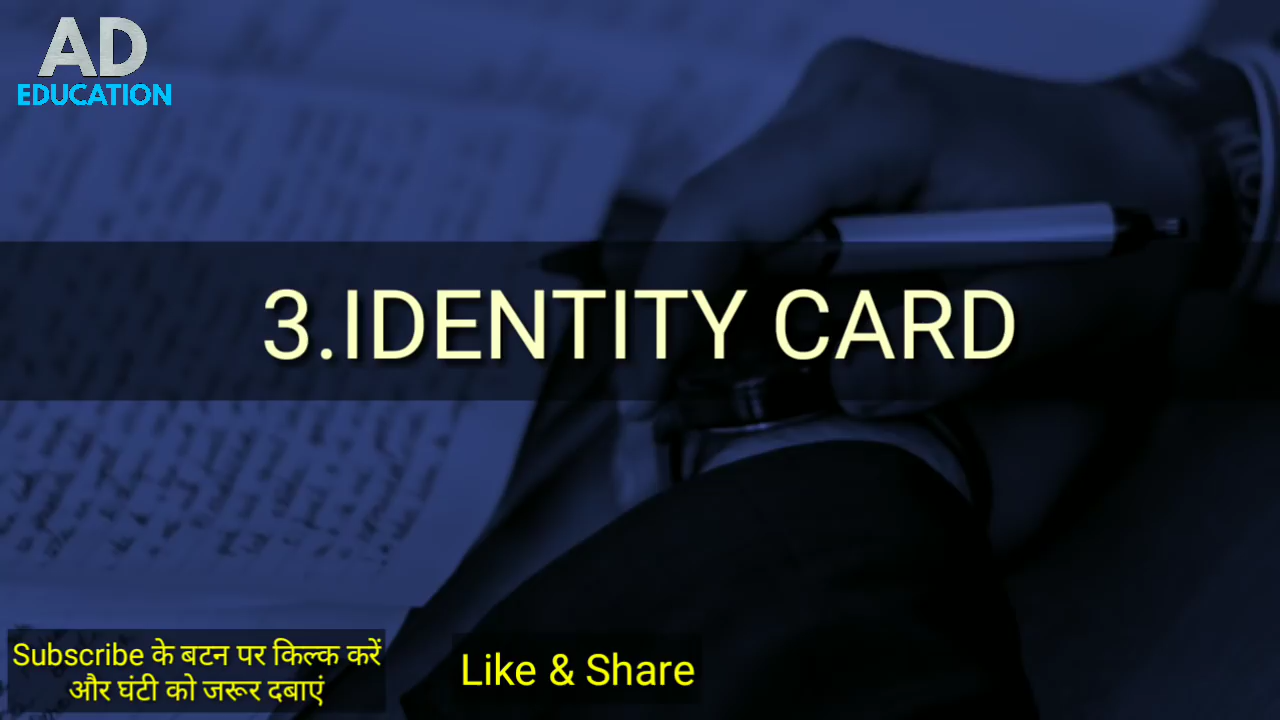 AD
EDUCATION
3.IDENTITY CARD
Subscribe के बटन पर किल्क करें
और घंटी को जरूर दबाएं
Like & Share